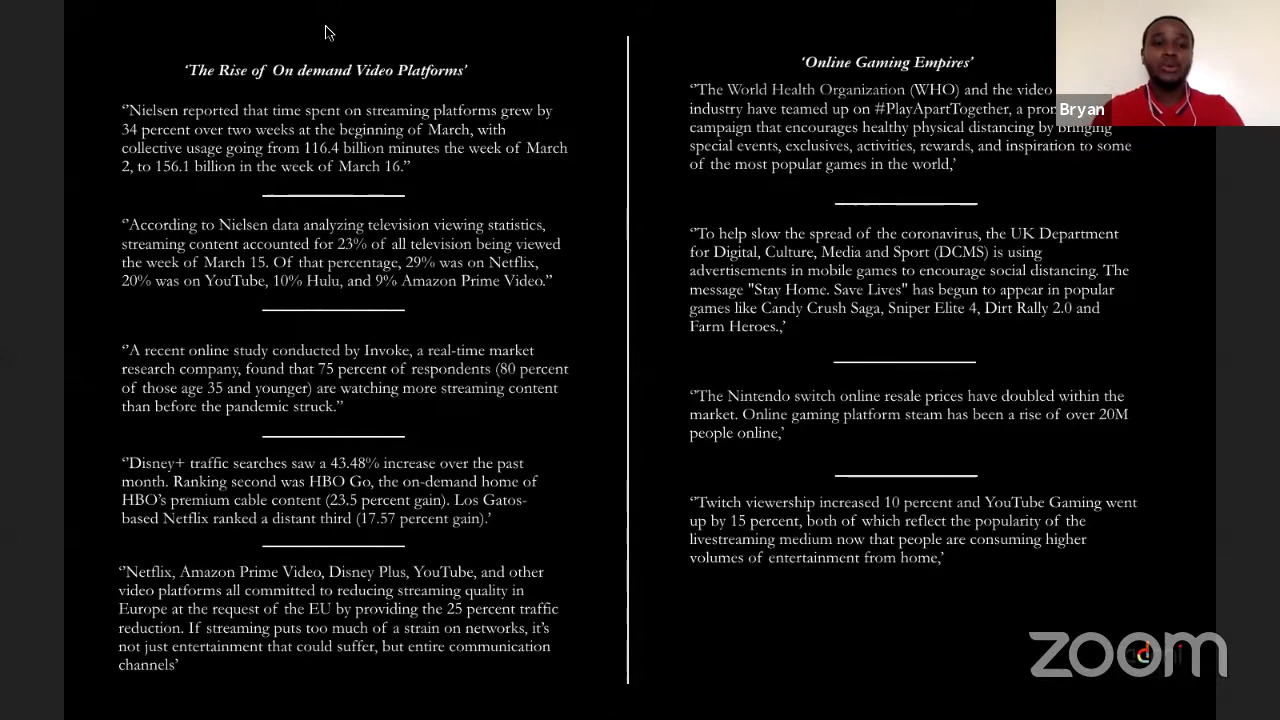 ‘The Rise of On demand Video Platforms’
‘’Nielsen reported that time spent on streaming platforms grew by
34 percent over two weeks at the beginning of March, with
collective usage going from 116.4 billion minutes the week of March
2, to 156.1 billion in the week of March 16.”
‘’According to Nielsen data analyzing television viewing statistics,
streaming content accounted for 23% of all television being viewed
the week of March 15. Of that percentage, 29% was on Netflix,
20% was on YouTube, 10% Hulu, and 9% Amazon Prime Video.”
‘’A recent online study conducted by Invoke, a real-time market
research company, found that 75 percent of respondents (80 percent
of those age 35 and younger) are watching more streaming content
than before the pandemic struck.”
‘’Disney+ traffic searches saw a 43.48% increase over the past
month. Ranking second was HBO Go, the on-demand home of
HBO’s premium cable content (23.5 percent gain). Los Gatos-
based Netflix ranked a distant third (17.57 percent gain).’
‘’Netflix, Amazon Prime Video, Disney Plus, YouTube, and other
video platforms all committed to reducing streaming quality in
Europe at the request of the EU by providing the 25 percent traffic
reduction. If streaming puts too much of a strain on networks, it’s
not just entertainment that could suffer, but entire communication
channels’
‘Online Gaming Empires’
‘’The World Health Organization (WHO) and the video
industry have teamed up on #PlayApartTogether, a
campaign that encourages healthy physical distancing by bringing
special events, exclusives, activities, rewards, and inspiration to some
of the most popular games in the world,’
‘’To help slow the spread of the coronavirus, the UK Department
for Digital, Culture, Media and Sport (DCMS) is using
advertisements in mobile games to encourage social distancing. The
message "Stay Home. Save Lives" has begun to appear in popular
games like Candy Crush Saga, Sniper Elite 4, Dirt Rally 2.0 and
Farm Heroes.,’
‘’The Nintendo switch online resale prices have doubled within the
market. Online gaming platform steam has been a rise of over 20M
people online,’
‘’Twitch viewership increased 10 percent and YouTube Gaming went
up by 15 percent, both of which reflect the popularity of the
livestreaming medium now that people are consuming higher
volumes of entertainment from home,’
Bryan
zoom